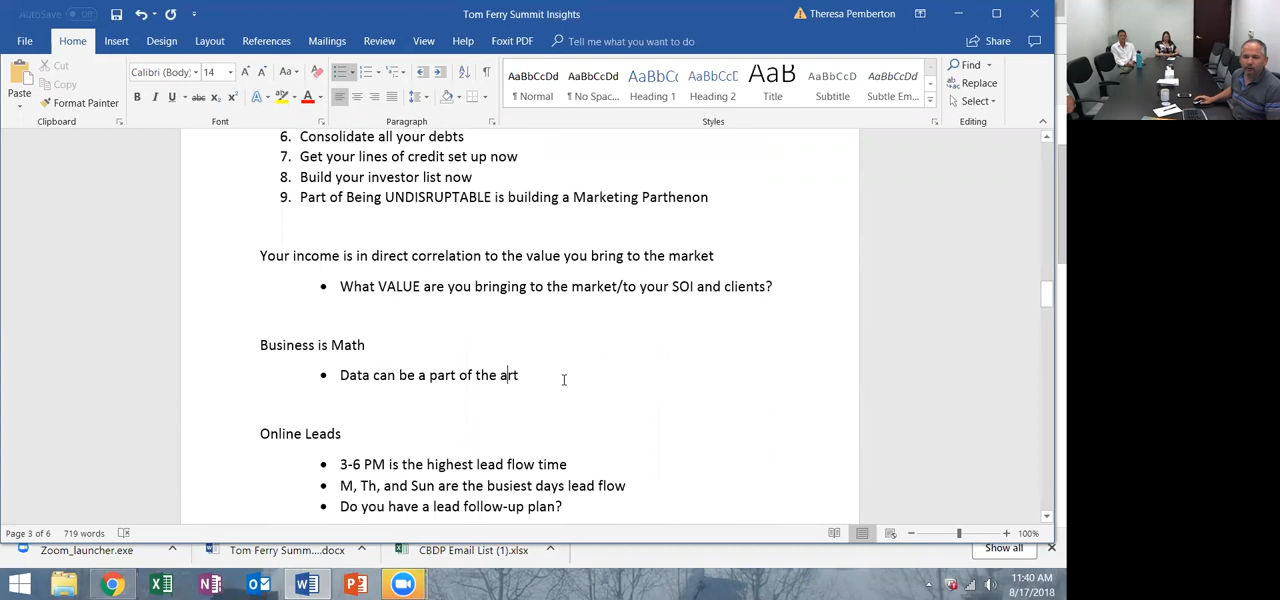 AutoSave Off
Tom Ferry Summit Insights
Theresa Pemberton
File Home Insert Design Layout References Mailings Review View Help Foxit PDF Tell me what you want to do Share
Paste
Cut
Copy
Format Painter
Clipboard
Calibri (Body) 14
Font
Paragraph
AaBbCcDd AaBbCcDd AaBbCc AaBbCcD AaB AaBbCcD AaBbCcDd
¶ Normal ¶ No Spac... Heading 1 Heading 2 Title Subtitle Subtle Em...
Styles
Find
Replace
Select
Editing
6. Consolidate all your debts
7. Get your lines of credit set up now
8. Build your investor list now
9. Part of Being UNDISRUPTABLE is building a Marketing Parthenon
Your income is in direct correlation to the value you bring to the market
• What VALUE are you bringing to the market/to your SOI and clients?
Business is Math
• Data can be a part of the art
Online Leads
• 3-6 PM is the highest lead flow time
• M, Th, and Sun are the busiest days lead flow
• Do you have a lead follow-up plan?
Page 3 of 6 719 words
100%
Zoom_launcher.exe
Tom Ferry Summ....docx
CBDP Email List (1).xlsx
Show all
11:40 AM
8/17/2018